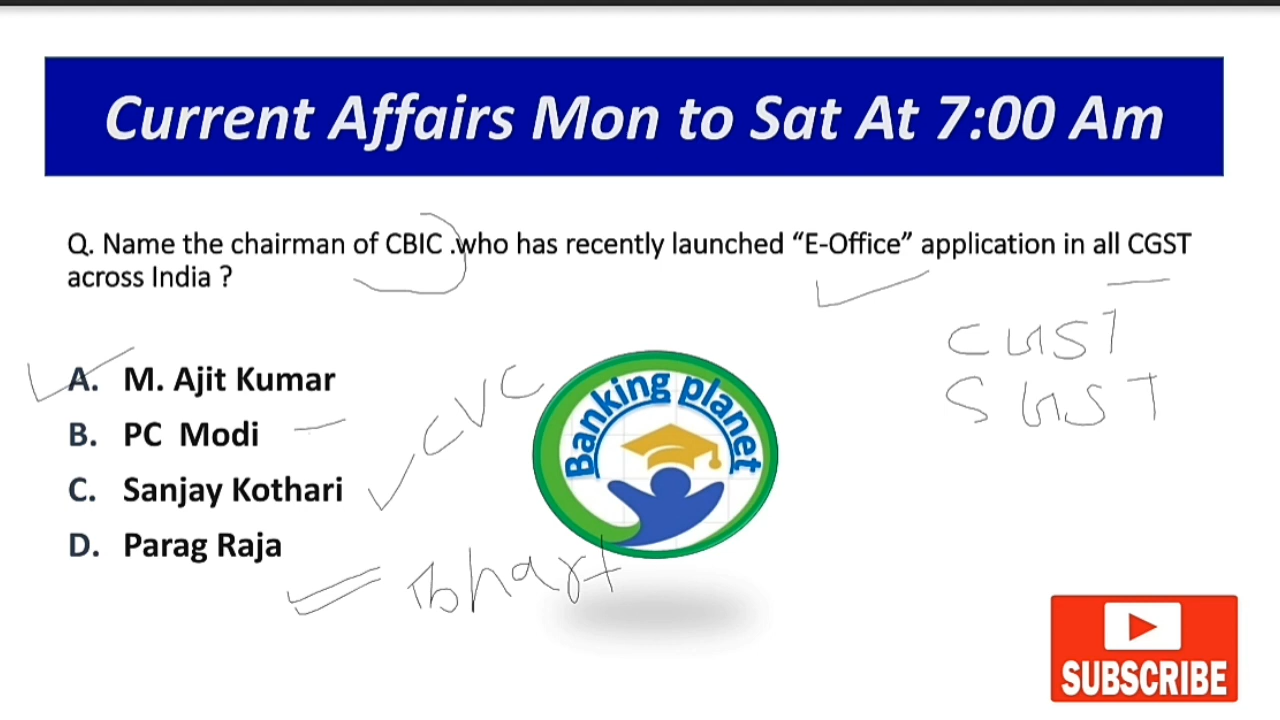 Current Affairs Mon to Sat At 7:00 Am
Q. Name the chairman of CBIC .who has recently launched “E-Office” application in all CGST
across India ?
CGST
SGST
A. M. Ajit Kumar
B. PC Modi
C. Sanjay Kothari
CVC
D. Parag Raja
Bharti
Banking planet
SUBSCRIBE